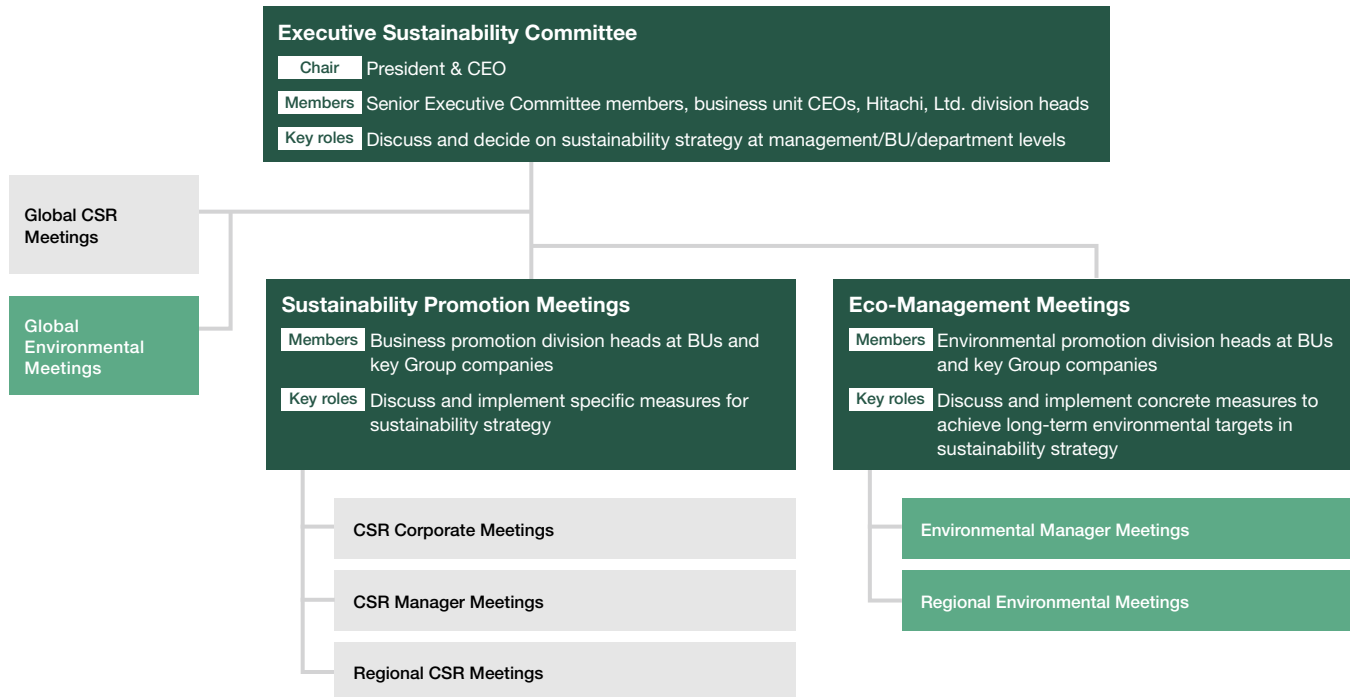 Executive Sustainability Committee
Chair President & CEO
Members Senior Executive Committee members, business unit CEOs, Hitachi, Ltd. division heads
Key roles Discuss and decide on sustainability strategy at management/BU/department levels
Global CSR
Meetings
Global
Environmental
Meetings
Sustainability Promotion Meetings
Members Business promotion division heads at BUs and
key Group companies
Key roles Discuss and implement specific measures for
sustainability strategy
Eco-Management Meetings
Members Environmental promotion division heads at BUs
and key Group companies
Key roles Discuss and implement concrete measures to
achieve long-term environmental targets in
sustainability strategy
CSR Corporate Meetings
CSR Manager Meetings
Regional CSR Meetings
Environmental Manager Meetings
Regional Environmental Meetings